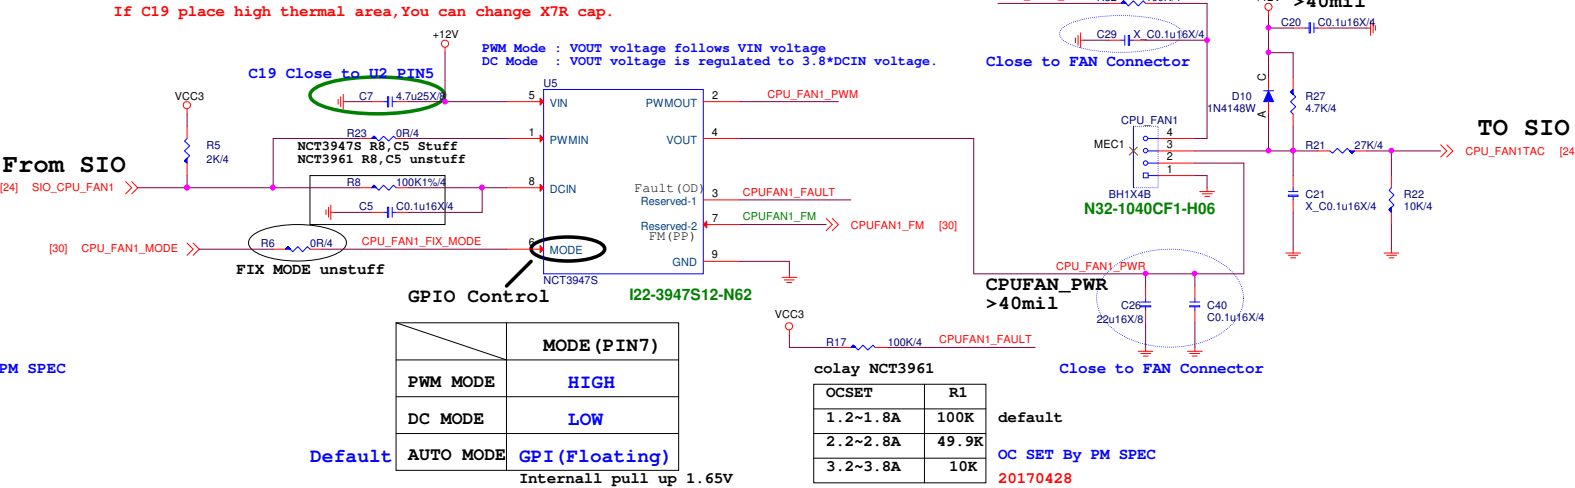 If C19 place high thermal area,You can change X7R cap.
>40mil
+12V
C20 C0.1u16X/4
PWM Mode : VOUT voltage follows VIN voltage
DC Mode : VOUT voltage is regulated to 3.8*DCIN voltage.
C29 X_C0.1u16X/4
Close to FAN Connector
C19 Close to U2 PIN5
U5
VCC3
C7 4.7u25X/8
5 VIN
PWMOUT 2 CPU_FAN1_PWM
D10
1N4148W
C
A
R27
4.7K/4
R5
2K/4
R23 0R/4
1 PWMIN
VOUT 4
NCT3947S R8,C5 Stuff
NCT3961 R8,C5 unstuff
CPU_FAN1
MEC1
4
3
2
1
BH1X4B
N32-1040CF1-H06
TO SIO
R21 27K/4
CPU_FAN1TAC [24
From SIO
[24] SIO_CPU_FAN1
R8 100K1%/4
8 DCIN
Fault(OD)
Reserved-1 3 CPUFAN1_FAULT
C5 C0.1u16X/4
C21
X_C0.1u16X/4
R22
10K/4
Reserved-2 7 CPUFAN1_FM
FM(PP)
CPUFAN1_FM [30]
[30] CPU_FAN1_MODE
R6 0R/4
CPU_FAN1_FIX_MODE
6 MODE
GND 9
FIX MODE unstuff
NCT3947S
I22-3947S12-N62
GPIO Control
CPU_FAN1_PWR
CPUFAN_PWR
>40mil
C26
22u16X/8
C40
C0.1u16X/4
Close to FAN Connector
VCC3
R17 100K/4 CPUFAN1_FAULT
PM SPEC
MODE(PIN7)
PWM MODE HIGH
DC MODE LOW
Default AUTO MODE GPI(Floating)
Internall pull up 1.65V
colay NCT3961
OCSET R1
1.2~1.8A 100K default
2.2~2.8A 49.9K
3.2~3.8A 10K
OC SET By PM SPEC
20170428